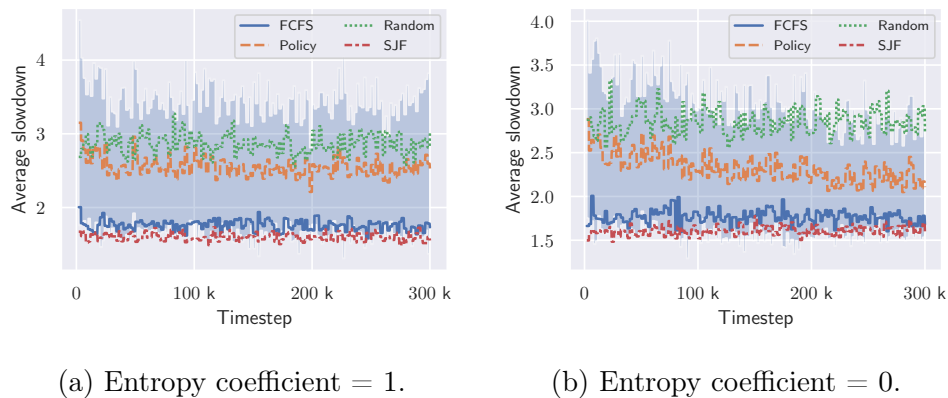 FCFS Random
Policy SJF
4
3
2
Average slowdown
0 100 k 200 k 300 k
Timestep
(a) Entropy coefficient = 1.
FCFS Random
Policy SJF
4.0
3.5
3.0
2.5
2.0
1.5
Average slowdown
0 100 k 200 k 300 k
Timestep
(b) Entropy coefficient = 0.